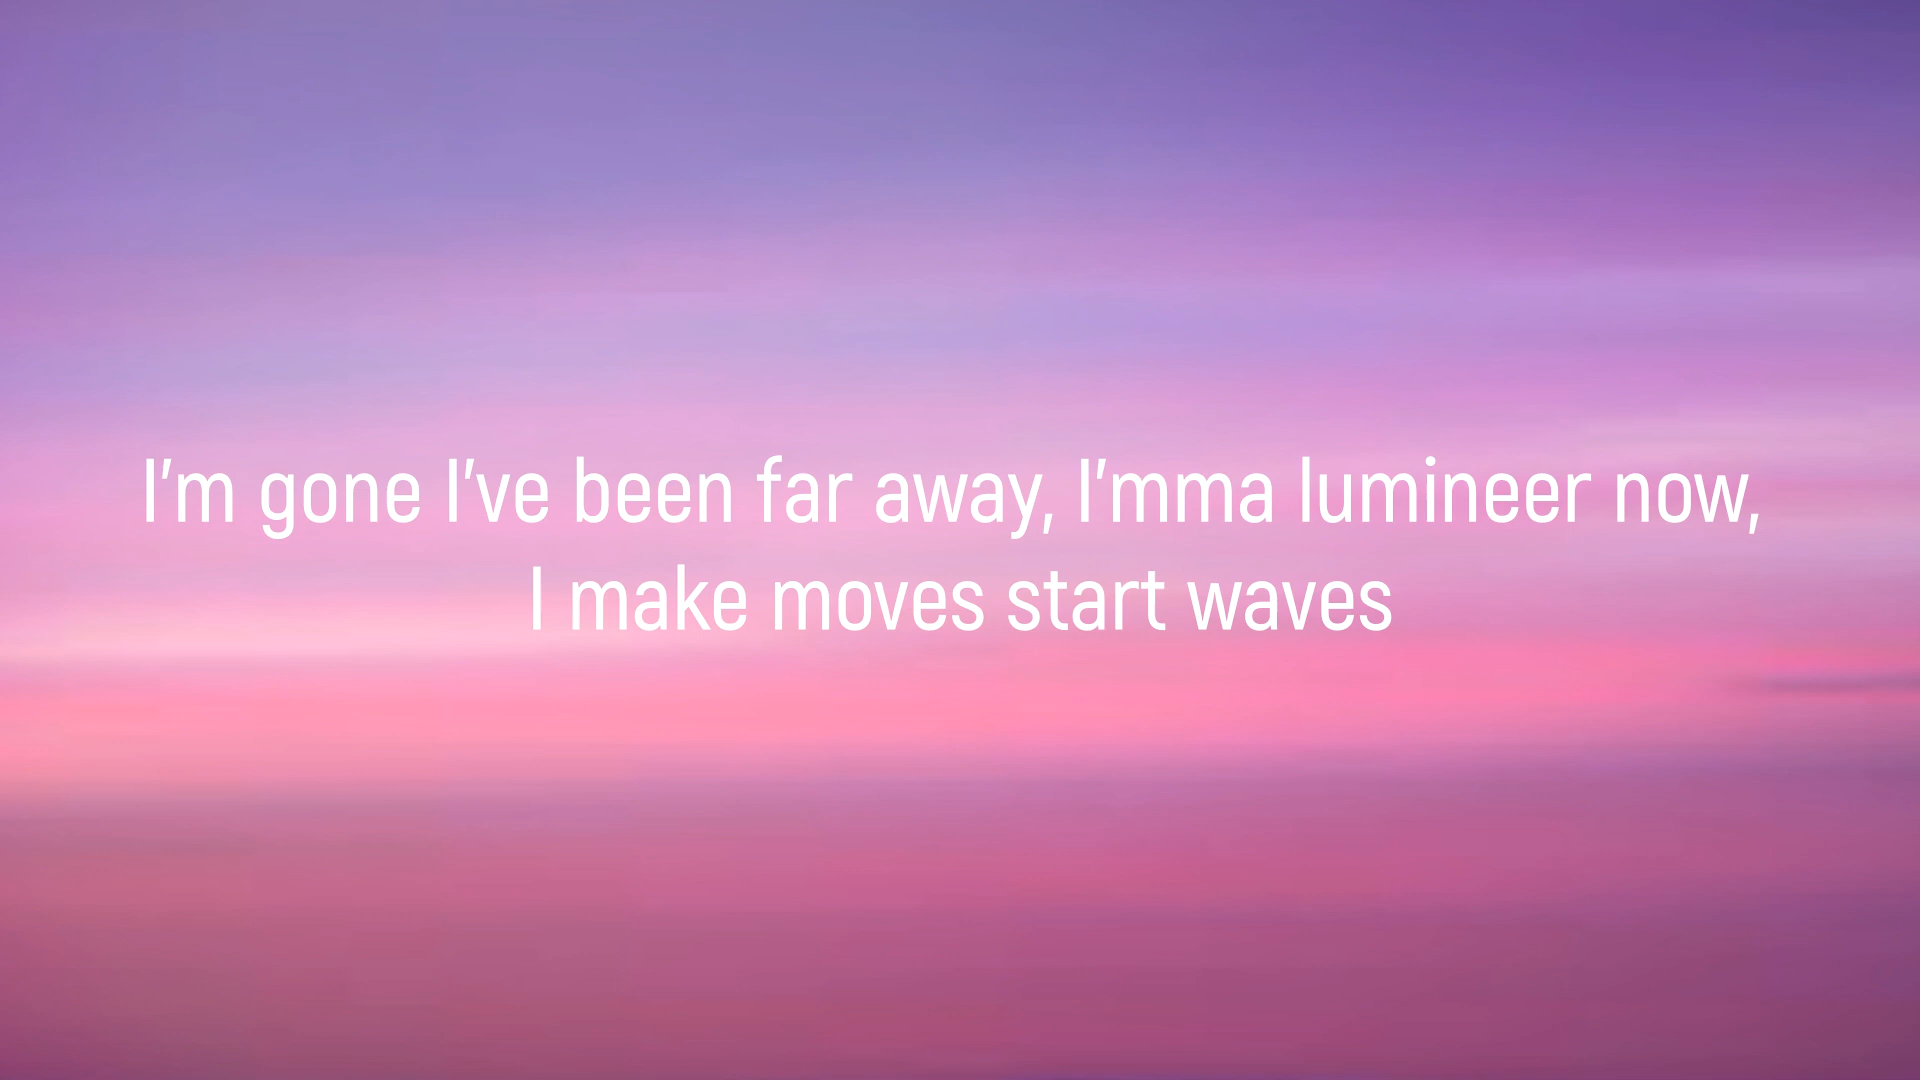 I'm gone I've been far away, I'mma lumineer now,
I make moves start waves